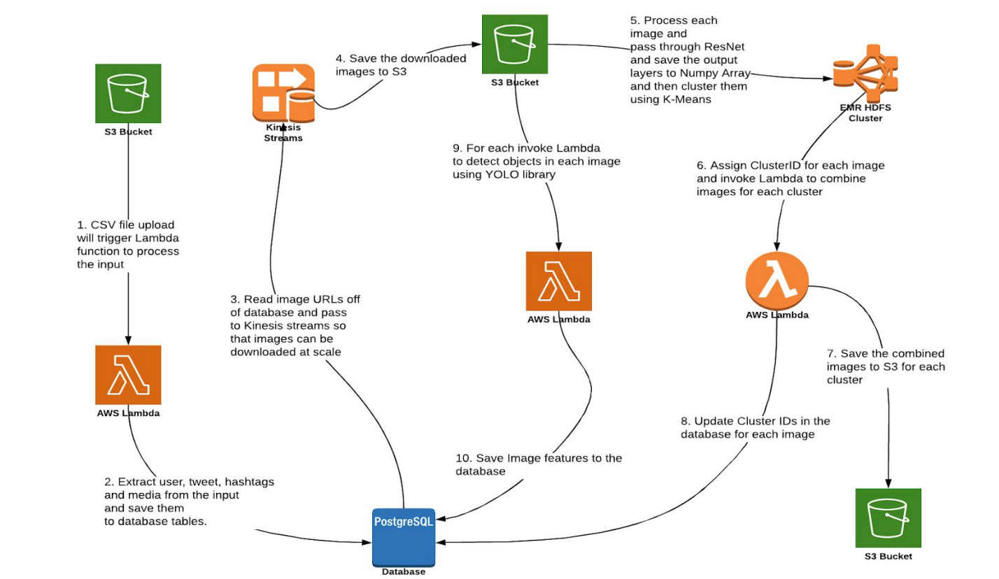 5. Process each
image and
pass through ResNet
and save the output
layers to Numpy Array
and then cluster them
using K-Means
4. Save the downloaded
images to S3
S3 Bucket
EMR HDFS
Cluster
S3 Bucket
Kinesis
Streams
9. For each invoke Lambda
to detect objects in each image
using YOLO library
6. Assign ClusterID for each image
and invoke Lambda to combine
images for each cluster
1. CSV file upload
will trigger Lambda
function to process
the input
3. Read image URLs off
of database and pass
to Kinesis streams so
that images can be
downloaded at scale
AWS Lambda
AWS Lambda
7. Save the combined
images to S3 for each
cluster
AWS Lambda
8. Update Cluster IDs in the
database for each image
10. Save Image features to the
database
2. Extract user, tweet, hashtags
and media from the input
and save them
to database tables.
PostgreSQL
Database
S3 Bucket